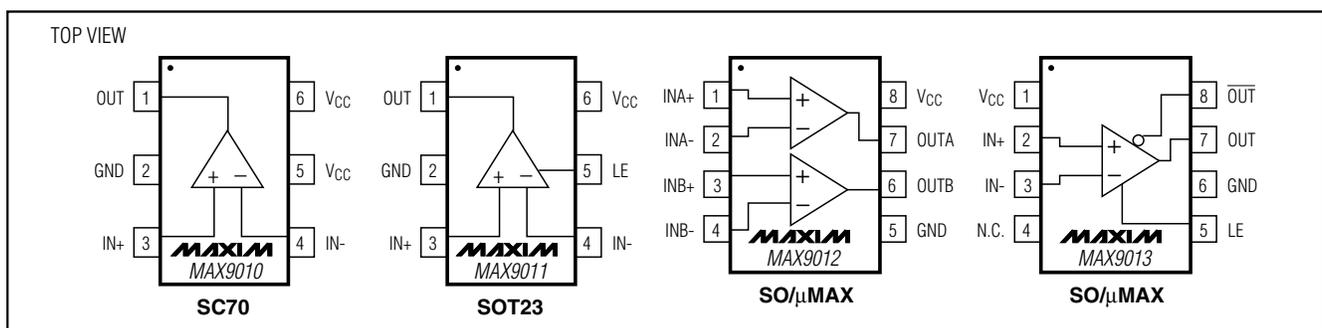 TOP VIEW
OUT 1 6 VCC
GND 2 5 VCC
IN+ 3 4 IN-
+ −
MAXIM
MAX9010
SC70
OUT 1 6 VCC
GND 2 5 LE
IN+ 3 4 IN-
+ −
MAXIM
MAX9011
SOT23
INA+ 1 8 VCC
INA- 2 7 OUTA
INB+ 3 6 OUTB
INB- 4 5 GND
+
−
+
−
MAXIM
MAX9012
SO/µMAX
VCC 1 8 O̅U̅T̅
IN+ 2 7 OUT
IN- 3 6 GND
N.C. 4 5 LE
+
−
MAXIM
MAX9013
SO/µMAX